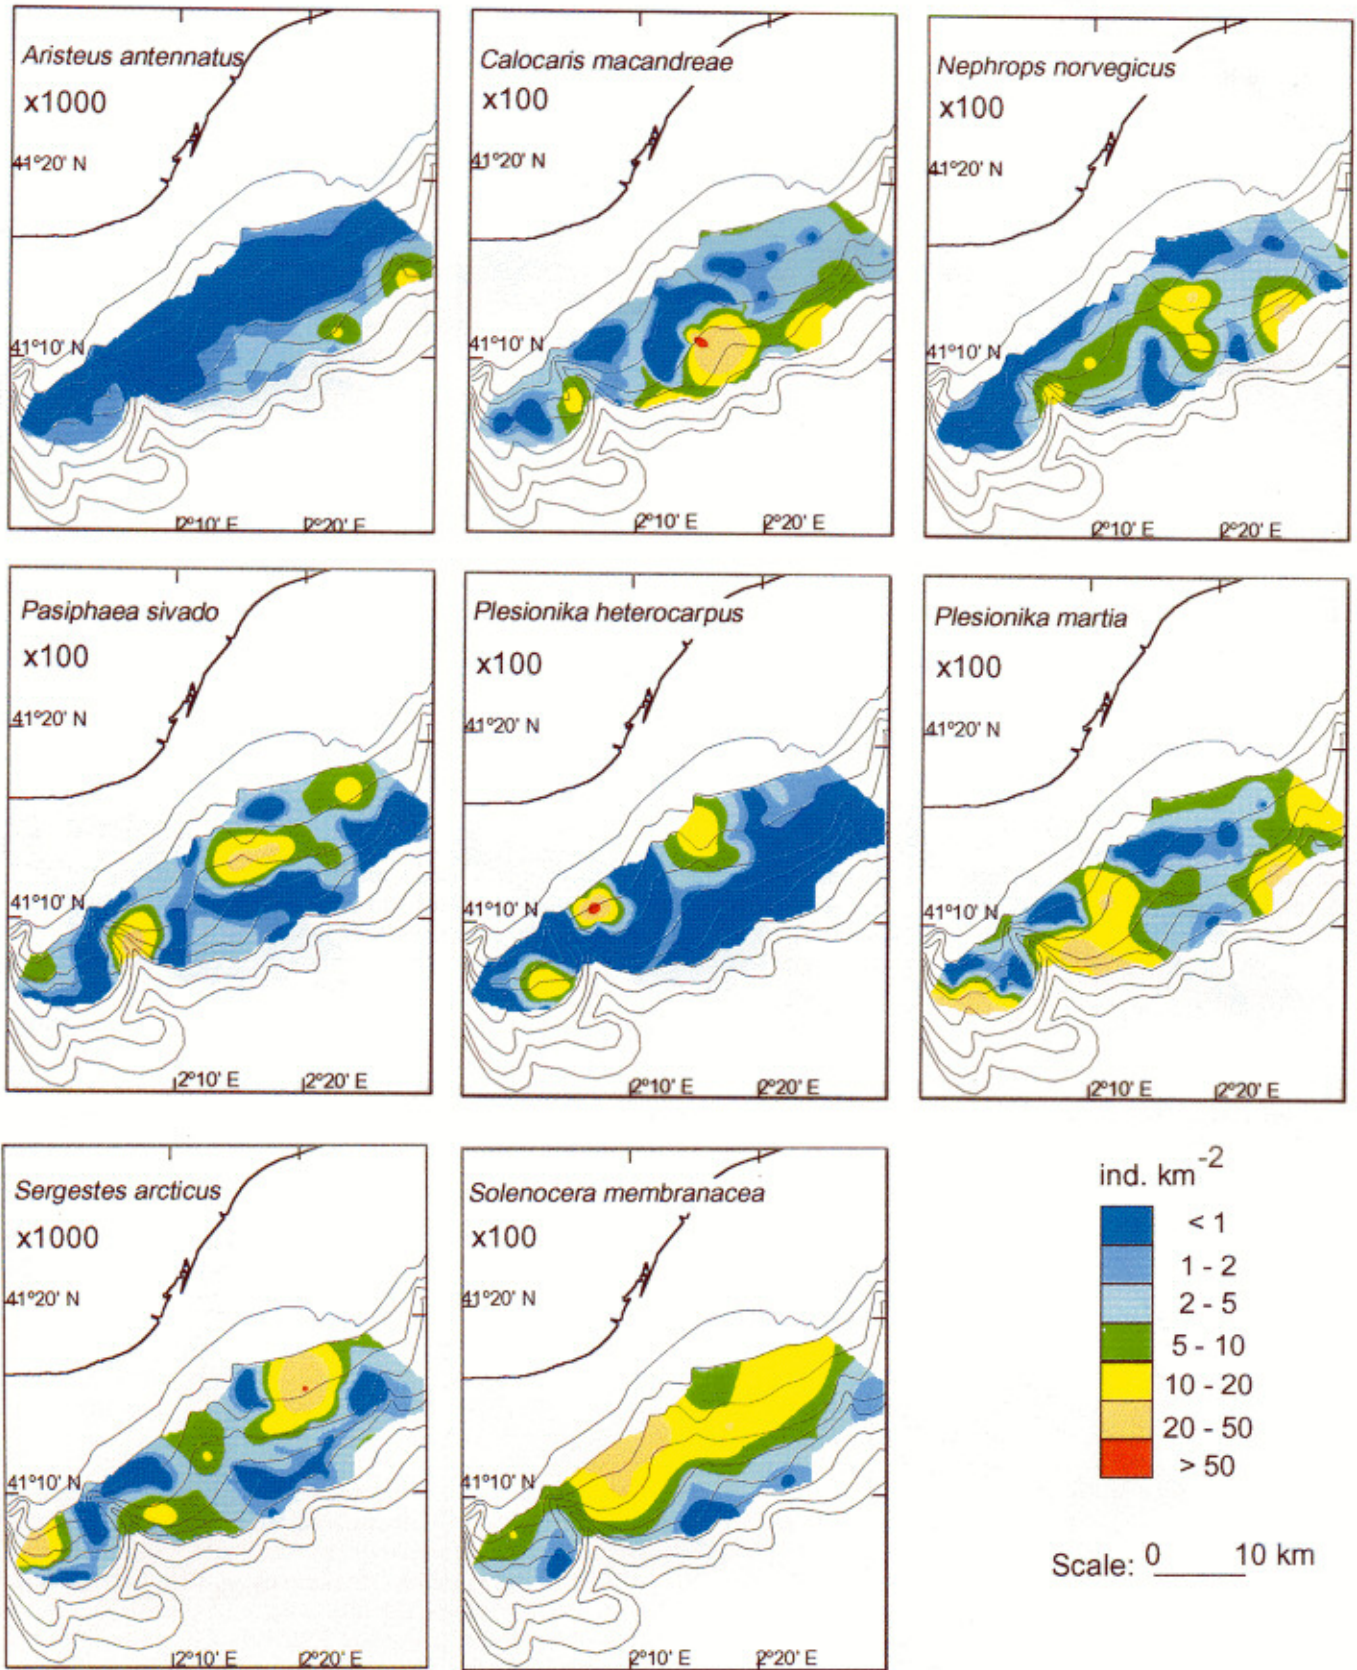 Aristeus antennatus
x1000
41°20' N
41°10' N
2°10' E 2°20' E
Calocaris macandreae
x100
41°20' N
41°10' N
2°10' E 2°20' E
Nephrops norvegicus
x100
41°20' N
41°10' N
2°10' E 2°20' E
Pasiphaea sivado
x100
41°20' N
41°10' N
2°10' E 2°20' E
Plesionika heterocarpus
x100
41°20' N
41°10' N
2°10' E 2°20' E
Plesionika martia
x100
41°20' N
41°10' N
2°10' E 2°20' E
Sergestes arcticus
x1000
41°20' N
41°10' N
2°10' E 2°20' E
Solenocera membranacea
x100
41°20' N
41°10' N
2°10' E 2°20' E
ind. km⁻²
< 1
1 - 2
2 - 5
5 - 10
10 - 20
20 - 50
> 50
Scale: 0 10 km